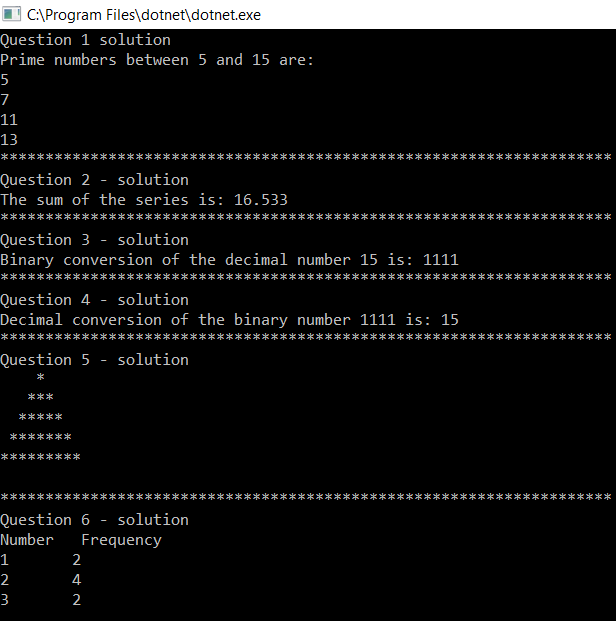 C:\Program Files\dotnet\dotnet.exe
Question 1 solution
Prime numbers between 5 and 15 are:
5
7
11
13
********************************************************************
Question 2 - solution
The sum of the series is: 16.533
********************************************************************
Question 3 - solution
Binary conversion of the decimal number 15 is: 1111
********************************************************************
Question 4 - solution
Decimal conversion of the binary number 1111 is: 15
********************************************************************
Question 5 - solution
    *
   ***
  *****
 *******
*********
********************************************************************
Question 6 - solution
Number   Frequency
1       2
2       4
3       2